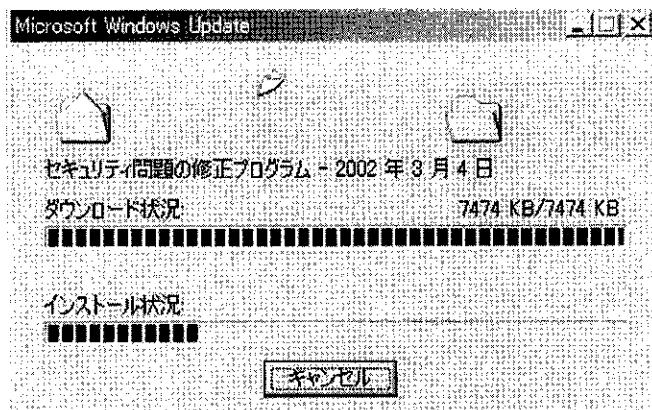 Microsoft Windows Update
セキュリティ問題の修正プログラム - 2002 年 3 月 4 日
ダウンロード状況: 7474 KB/7474 KB
インストール状況:
キャンセル